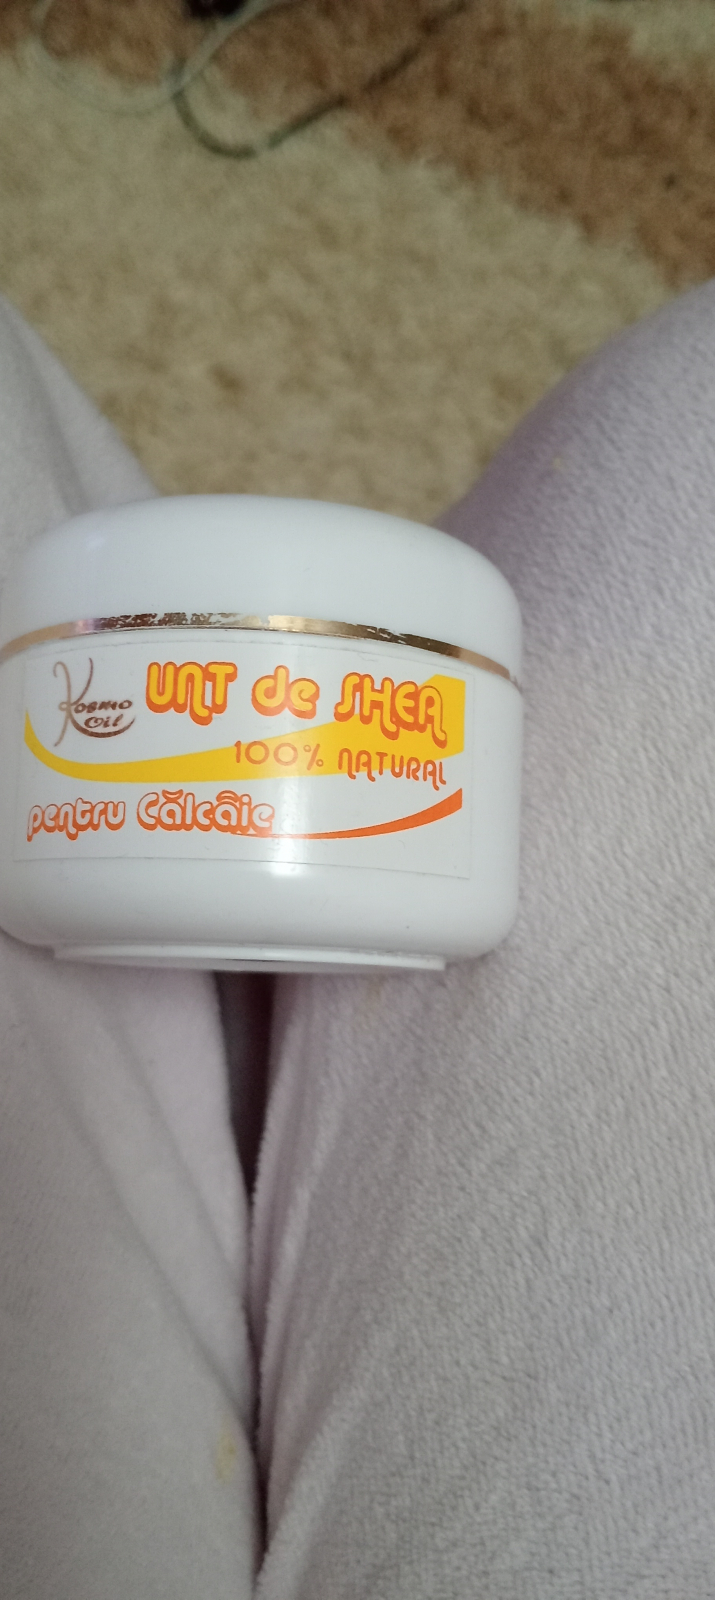 Kosmo
Oil
UNT de SHEA
100% NATURAL
pentru Călcâie